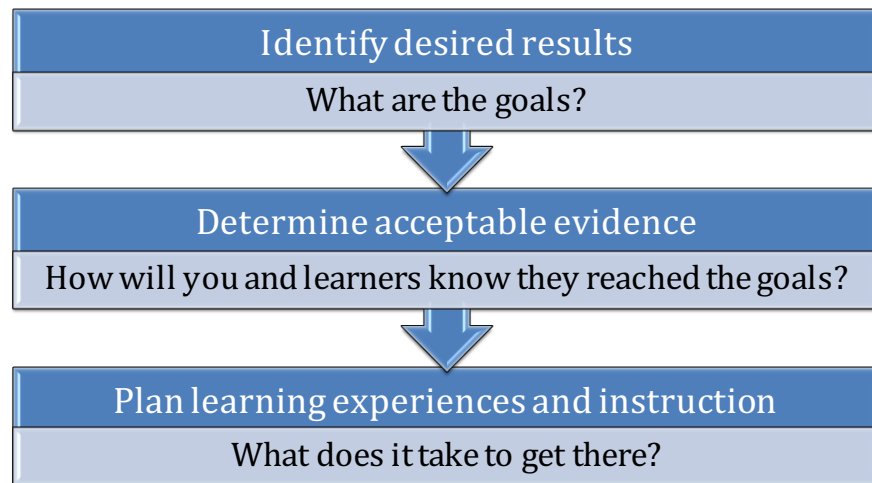 Identify desired results
What are the goals?
Determine acceptable evidence
How will you and learners know they reached the goals?
Plan learning experiences and instruction
What does it take to get there?